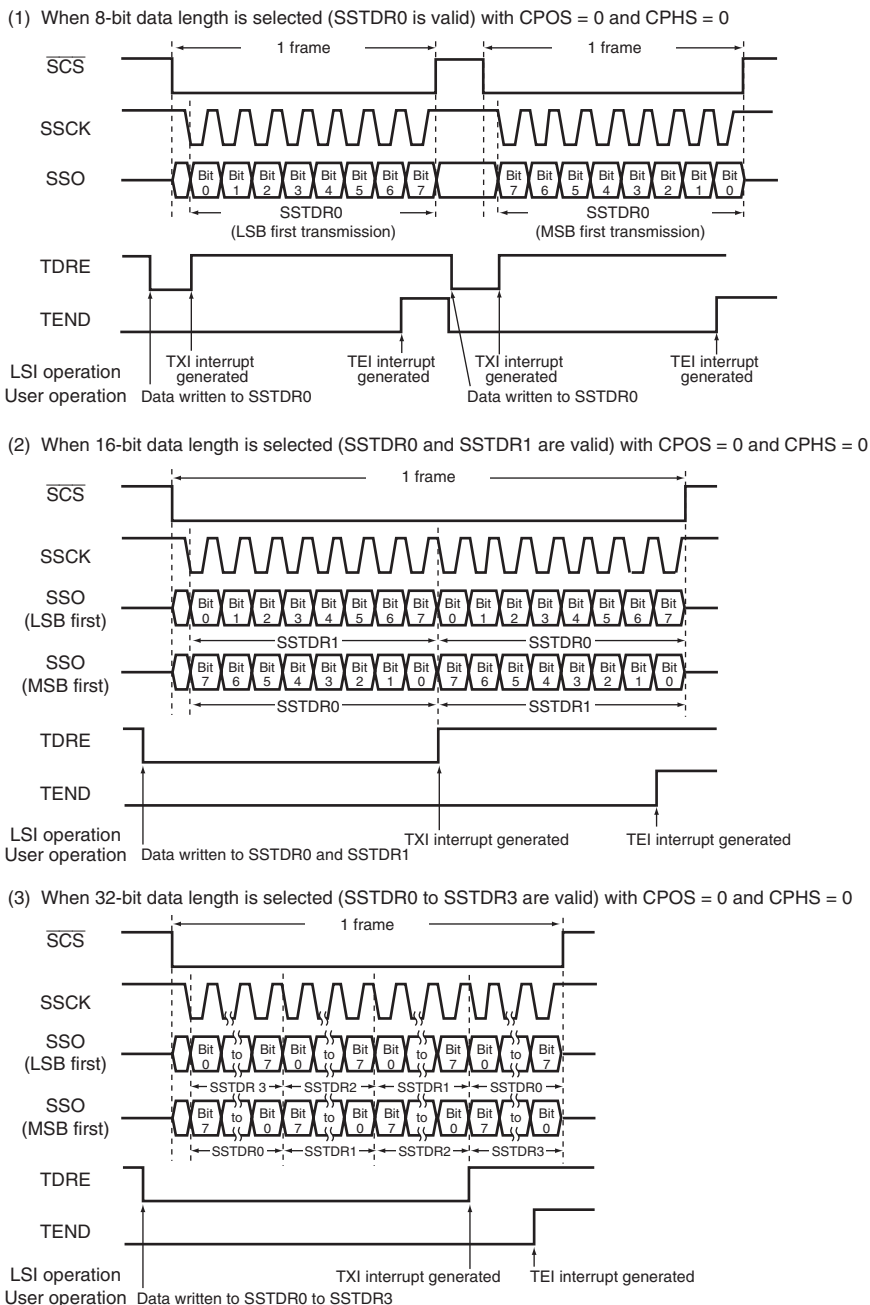 (1) When 8-bit data length is selected (SSTDR0 is valid) with CPOS = 0 and CPHS = 0
1 frame 1 frame
SCS
SSCK
SSO
Bit 0 Bit 1 Bit 2 Bit 3 Bit 4 Bit 5 Bit 6 Bit 7 Bit 7 Bit 6 Bit 5 Bit 4 Bit 3 Bit 2 Bit 1 Bit 0
SSTDR0 SSTDR0
(LSB first transmission) (MSB first transmission)
TDRE
TEND
LSI operation TXI interrupt generated TEI interrupt generated TXI interrupt generated TEI interrupt generated
User operation Data written to SSTDR0 Data written to SSTDR0
(2) When 16-bit data length is selected (SSTDR0 and SSTDR1 are valid) with CPOS = 0 and CPHS = 0
1 frame
SCS
SSCK
SSO (LSB first)
Bit 0 Bit 1 Bit 2 Bit 3 Bit 4 Bit 5 Bit 6 Bit 7 Bit 0 Bit 1 Bit 2 Bit 3 Bit 4 Bit 5 Bit 6 Bit 7
SSTDR1 SSTDR0
SSO (MSB first)
Bit 7 Bit 6 Bit 5 Bit 4 Bit 3 Bit 2 Bit 1 Bit 0 Bit 7 Bit 6 Bit 5 Bit 4 Bit 3 Bit 2 Bit 1 Bit 0
SSTDR0 SSTDR1
TDRE
TEND
LSI operation TXI interrupt generated TEI interrupt generated
User operation Data written to SSTDR0 and SSTDR1
(3) When 32-bit data length is selected (SSTDR0 to SSTDR3 are valid) with CPOS = 0 and CPHS = 0
1 frame
SCS
SSCK
SSO (LSB first)
Bit 0 to Bit 7 Bit 0 to Bit 7 Bit 0 to Bit 7 Bit 0 to Bit 7
SSTDR 3 SSTDR2 SSTDR1 SSTDR0
SSO (MSB first)
Bit 7 to Bit 0 Bit 7 to Bit 0 Bit 7 to Bit 0 Bit 7 to Bit 0
SSTDR0 SSTDR1 SSTDR2 SSTDR3
TDRE
TEND
LSI operation TXI interrupt generated TEI interrupt generated
User operation Data written to SSTDR0 to SSTDR3